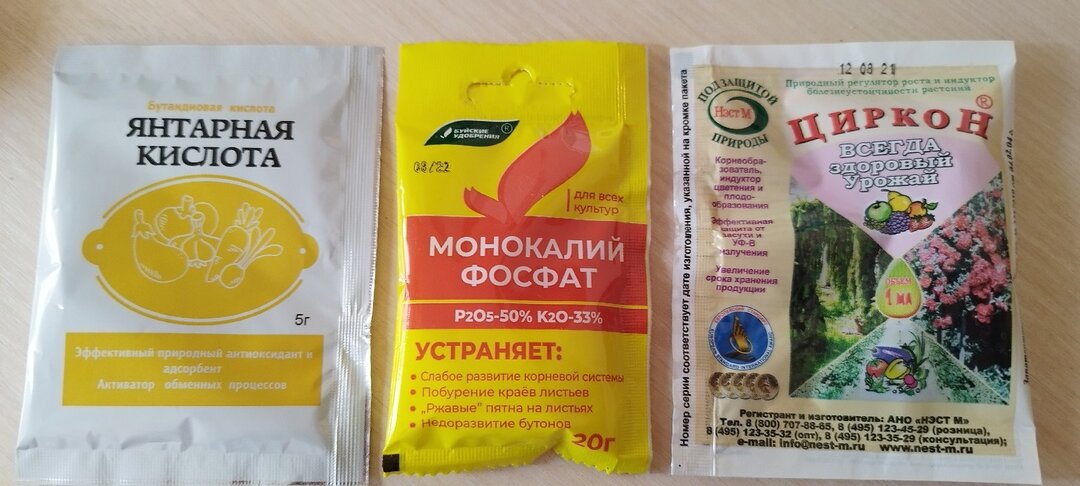 Бутандиовая кислота
ЯНТАРНАЯ
КИСЛОТА
5г
Эффективный природный антиоксидант и
адсорбент
Активатор обменных процессов
БУЙСКИЕ
УДОБРЕНИЯ ®
08/22
для всех
культур
МОНОКАЛИЙ
ФОСФАТ
P2O5-50% K2O-33%
УСТРАНЯЕТ:
• Слабое развитие корневой системы
• Побурение краёв листьев
• „Ржавые" пятна на листьях
• Недоразвитие бутонов
20г
12 08 21
ПОД ЗАЩИТОЙ
НЭСТ М
ПРИРОДЫ
Природный регулятор роста и индуктор
болезнеустойчивости растений
ЦИРКОН®
ВСЕГДА
здоровый
Урожай
Корнеобра-
зователь,
индуктор
цветения и
плодо-
образования
Эффективная
защита от
засухи и
УФ-В
излучения
Увеличение
срока хранения
продукции
ОБЪЕМ
1 МЛ
Номер серии соответствует дате изготовления, указанной на кромке пакета
Регистрант и изготовитель: АНО «НЭСТ М»
Тел. 8 (800) 707-88-65, 8 (495) 123-45-29 (розница),
8 (495) 123-35-32 (опт), 8 (495) 123-35-29 (консультация);
e-mail: info@nest-m.ru www.nest-m.ru